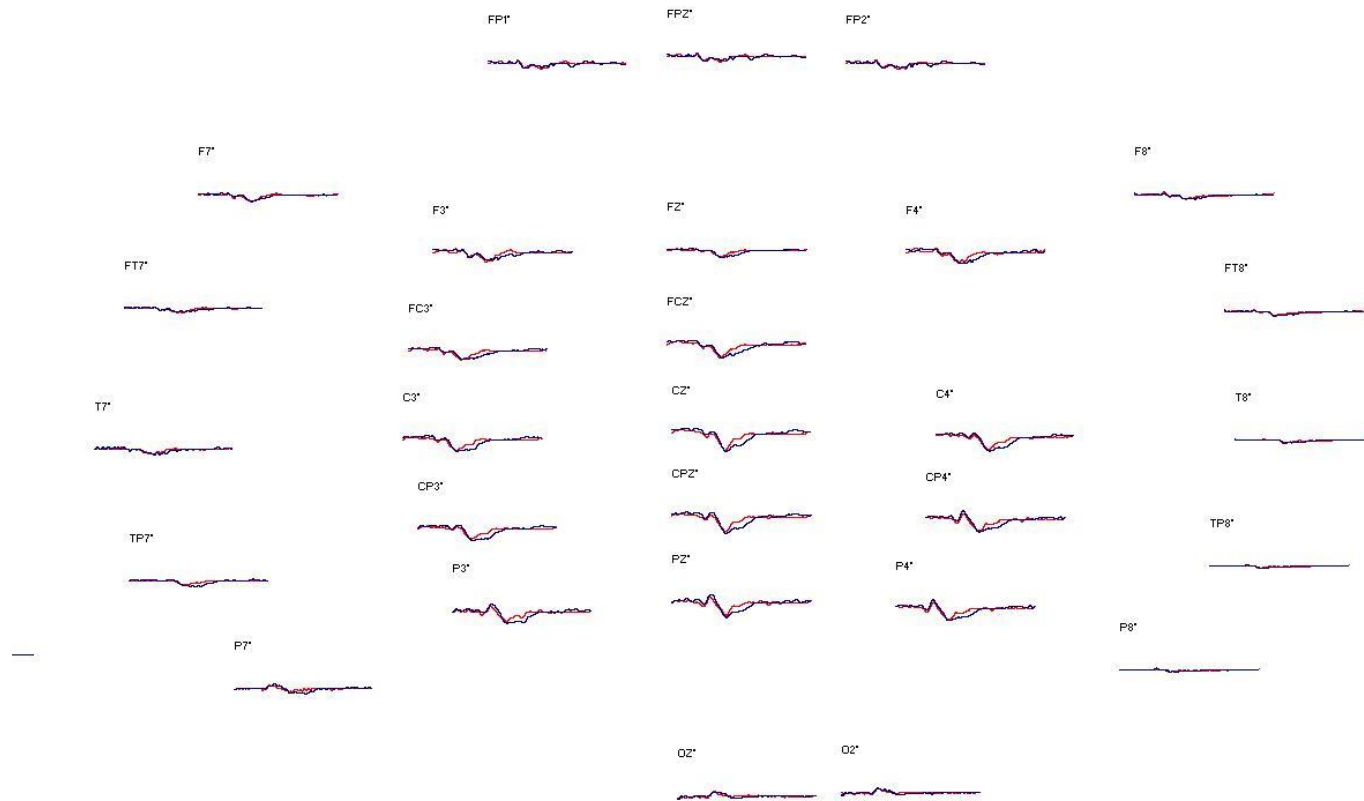 FP1"
FPZ"
FP2"
F7"
F8"
F3"
FZ"
F4"
FT7"
FT8"
FC3"
FCZ"
T7"
C3"
CZ"
C4"
T8"
CP3"
CPZ"
CP4"
TP7"
TP8"
P3"
PZ"
P4"
P7"
P8"
OZ"
O2"